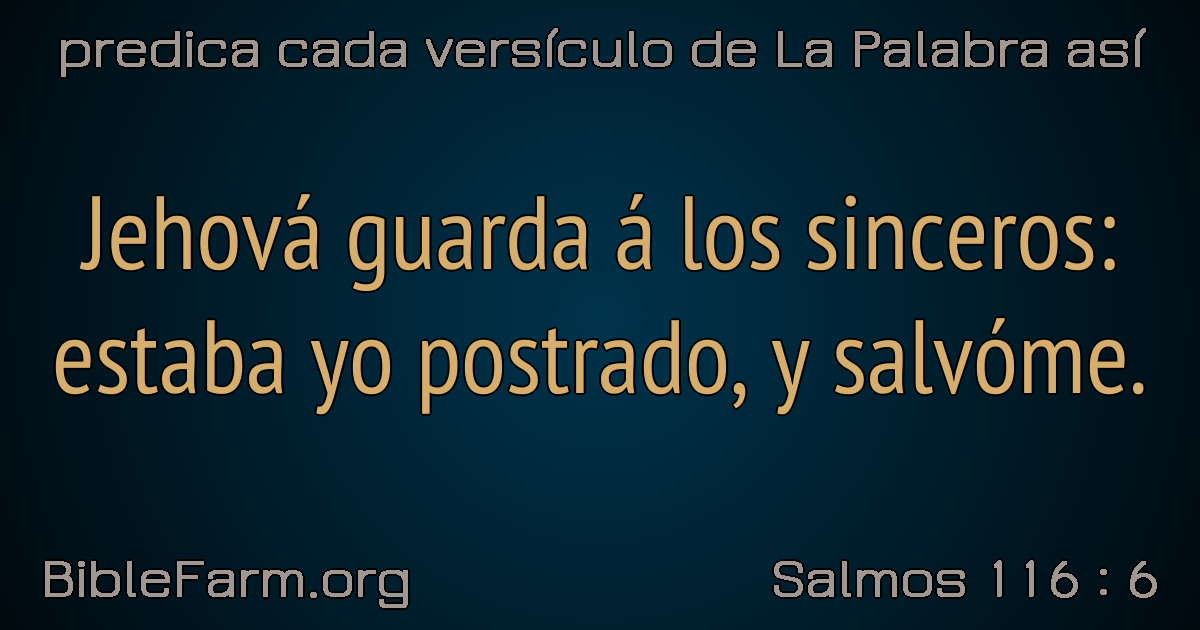 predica cada versículo de La Palabra así
Jehová guarda á los sinceros:
estaba yo postrado, y salvóme.
BibleFarm.org
Salmos 116 : 6